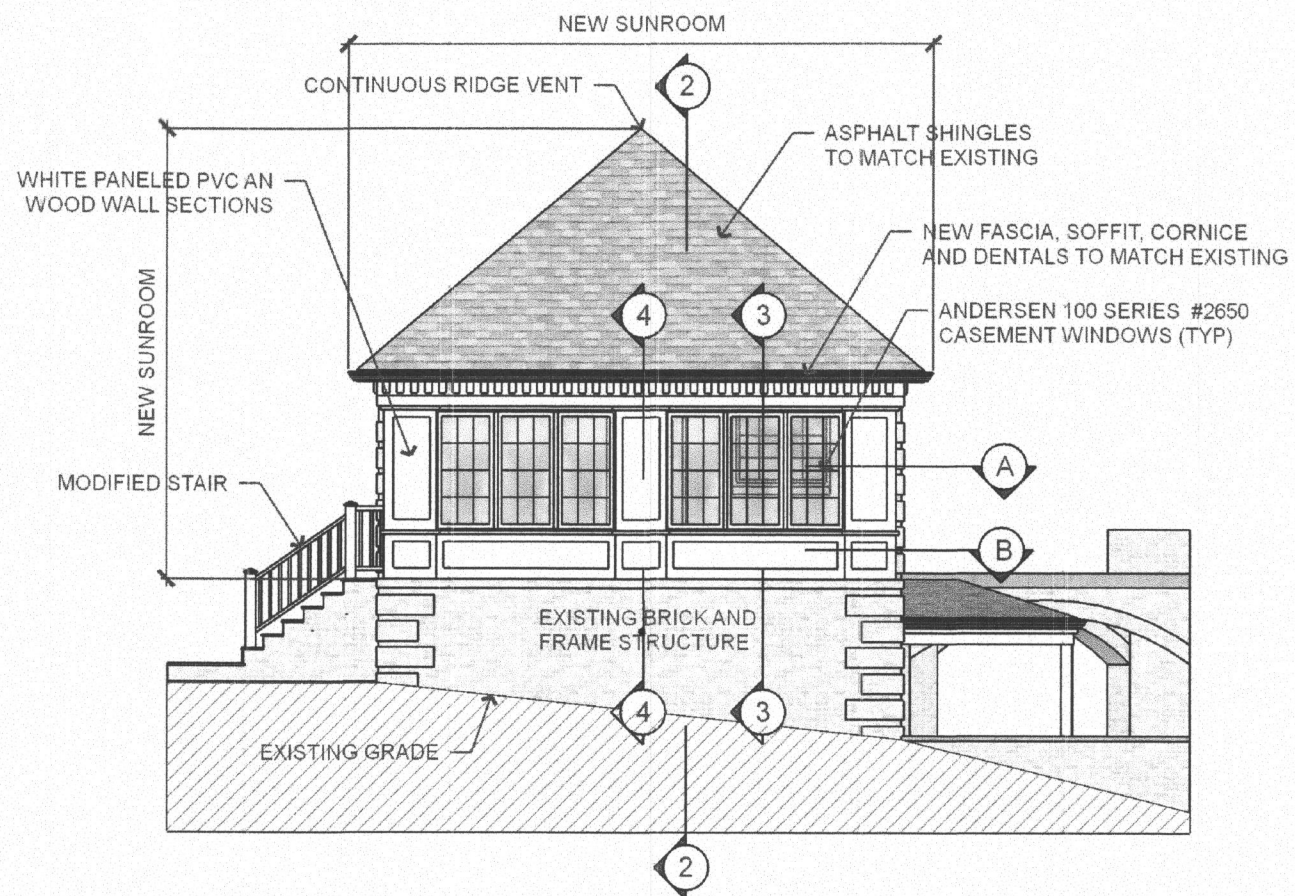 NEW SUNROOM
CONTINUOUS RIDGE VENT
2
ASPHALT SHINGLES
TO MATCH EXISTING
WHITE PANELED PVC AN
WOOD WALL SECTIONS
NEW FASCIA, SOFFIT, CORNICE
AND DENTALS TO MATCH EXISTING
NEW SUNROOM
4
3
ANDERSEN 100 SERIES #2650
CASEMENT WINDOWS (TYP)
A
MODIFIED STAIR
B
EXISTING BRICK AND
FRAME STRUCTURE
4
3
EXISTING GRADE
2